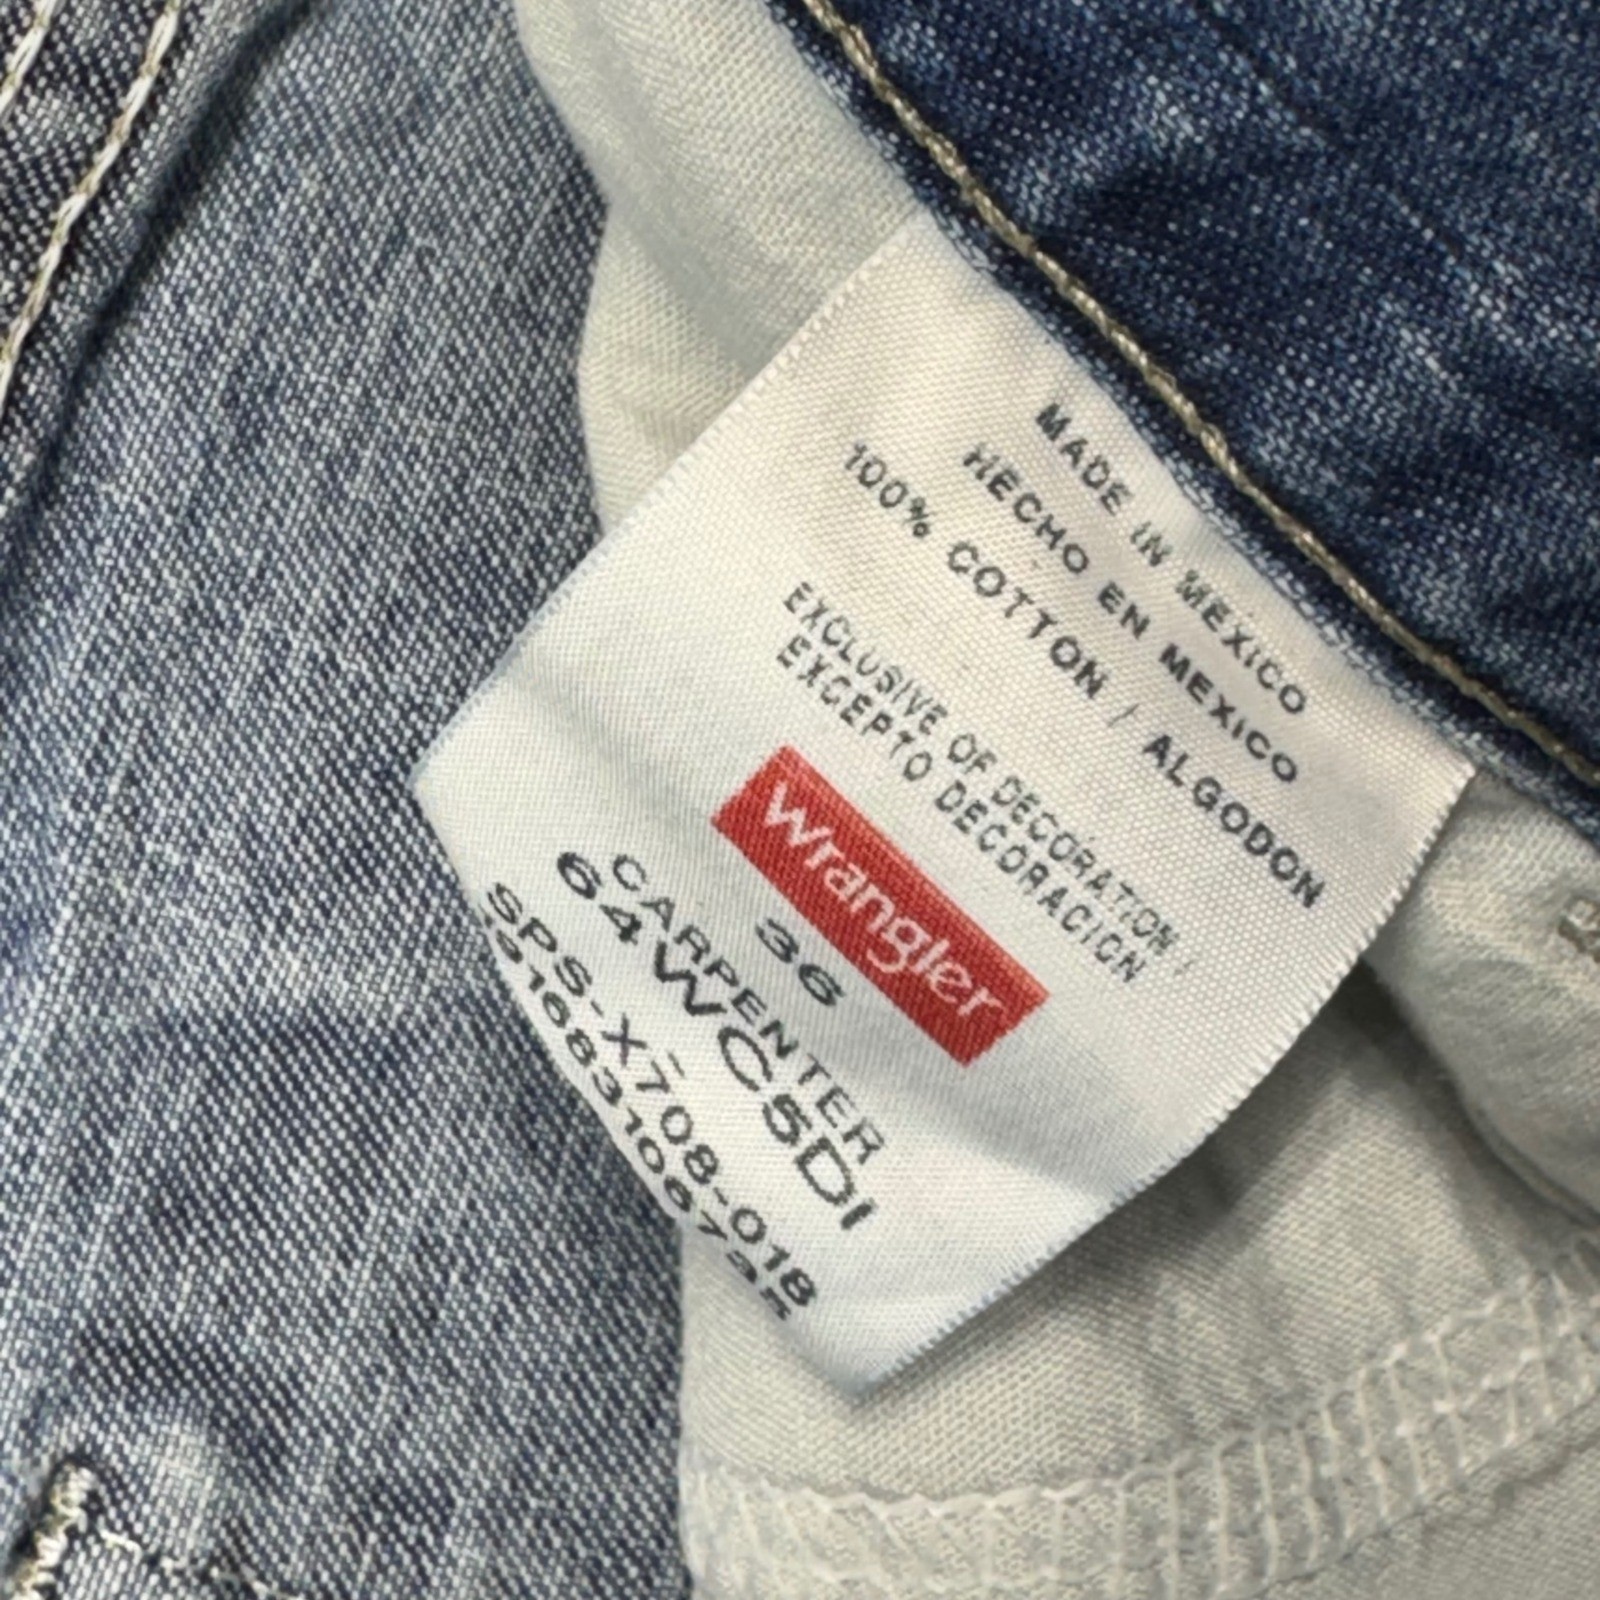 MADE IN MEXICO
HECHO EN MEXICO
100% COTTON / ALGODON
EXCLUSIVE OF DECORATION /
EXCEPTO DECORACION
Wrangler
36
CARPENTER
64WC5DI
SPS-X708-018